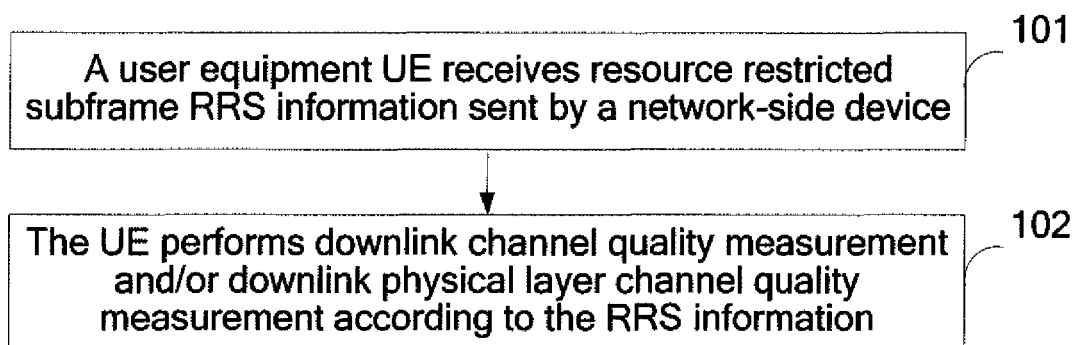 101
A user equipment UE receives resource restricted
subframe RRS information sent by a network-side device
102
The UE performs downlink channel quality measurement
and/or downlink physical layer channel quality
measurement according to the RRS information